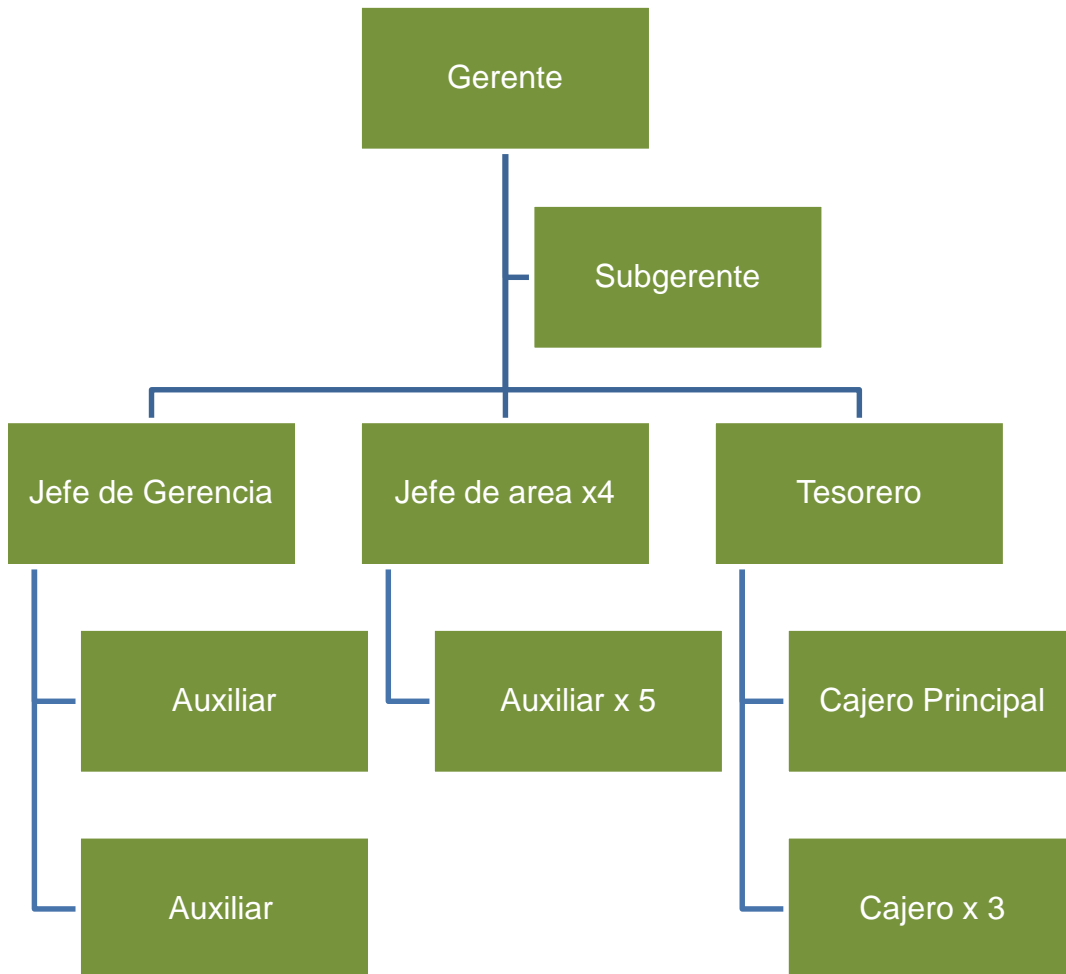 Gerente
Subgerente
Jefe de Gerencia
Jefe de area x4
Tesorero
Auxiliar
Auxiliar x 5
Cajero Principal
Auxiliar
Cajero x 3